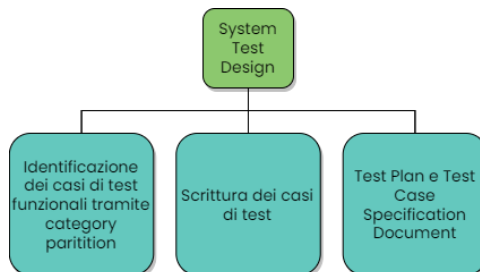 System
Test
Design
Identificazione
dei casi di test
funzionali tramite
category
paritition
Scrittura dei casi
di test
Test Plan e Test
Case
Specification
Document